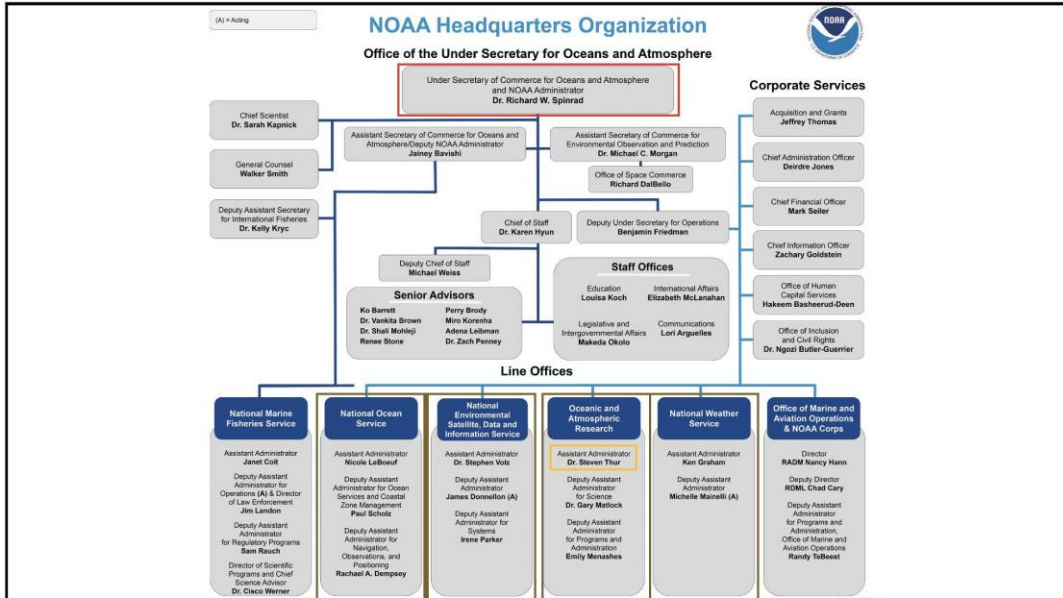 (A) = Acting
NOAA Headquarters Organization
NOAA
Office of the Under Secretary for Oceans and Atmosphere
Under Secretary of Commerce for Oceans and Atmosphere
and NOAA Administrator
Dr. Richard W. Spinrad
Chief Scientist
Dr. Sarah Kapnick
General Counsel
Walker Smith
Deputy Assistant Secretary
for International Fisheries
Dr. Kelly Kryc
Assistant Secretary of Commerce for Oceans and
Atmosphere/Deputy NOAA Administrator
Jainey Bavishi
Assistant Secretary of Commerce for
Environmental Observation and Prediction
Dr. Michael C. Morgan
Office of Space Commerce
Richard DalBello
Chief of Staff
Dr. Karen Hyun
Deputy Under Secretary for Operations
Benjamin Friedman
Deputy Chief of Staff
Michael Weiss
Senior Advisors
Ko Barrett
Dr. Vankita Brown
Dr. Shali Mohleji
Renee Stone
Perry Brody
Miro Korenha
Adena Leibman
Dr. Zach Penney
Staff Offices
Education
Louisa Koch
International Affairs
Elizabeth McLanahan
Legislative and
Intergovernmental Affairs
Makeda Okolo
Communications
Lori Arguelles
Corporate Services
Acquisition and Grants
Jeffrey Thomas
Chief Administration Officer
Deirdre Jones
Chief Financial Officer
Mark Seiler
Chief Information Officer
Zachary Goldstein
Office of Human
Capital Services
Hakeem Basheerud-Deen
Office of Inclusion
and Civil Rights
Dr. Ngozi Butler-Guerrier
Line Offices
National Marine
Fisheries Service
Assistant Administrator
Janet Coit
Deputy Assistant
Administrator for
Operations (A) & Director
of Law Enforcement
Jim Landon
Deputy Assistant
Administrator
for Regulatory Programs
Sam Rauch
Director of Scientific
Programs and Chief
Science Advisor
Dr. Cisco Werner
National Ocean
Service
Assistant Administrator
Nicole LeBoeuf
Deputy Assistant
Administrator for Ocean
Services and Coastal
Zone Management
Paul Scholz
Deputy Assistant
Administrator for
Navigation,
Observations, and
Positioning
Rachael A. Dempsey
National
Environmental
Satellite, Data and
Information Service
Assistant Administrator
Dr. Stephen Volz
Deputy Assistant
Administrator
James Donnellon (A)
Deputy Assistant
Administrator for
Systems
Irene Parker
Oceanic and
Atmospheric
Research
Assistant Administrator
Dr. Steven Thur
Deputy Assistant
Administrator
for Science
Dr. Gary Matlock
Deputy Assistant
Administrator for
Programs and
Administration
Emily Menashes
National Weather
Service
Assistant Administrator
Ken Graham
Deputy Assistant
Administrator
Michelle Mainelli (A)
Office of Marine and
Aviation Operations
& NOAA Corps
Director
RADM Nancy Hann
Deputy Director
RDML Chad Cary
Deputy Assistant
Administrator
for Programs and
Administration,
Office of Marine and
Aviation Operations
Randy TeBeest